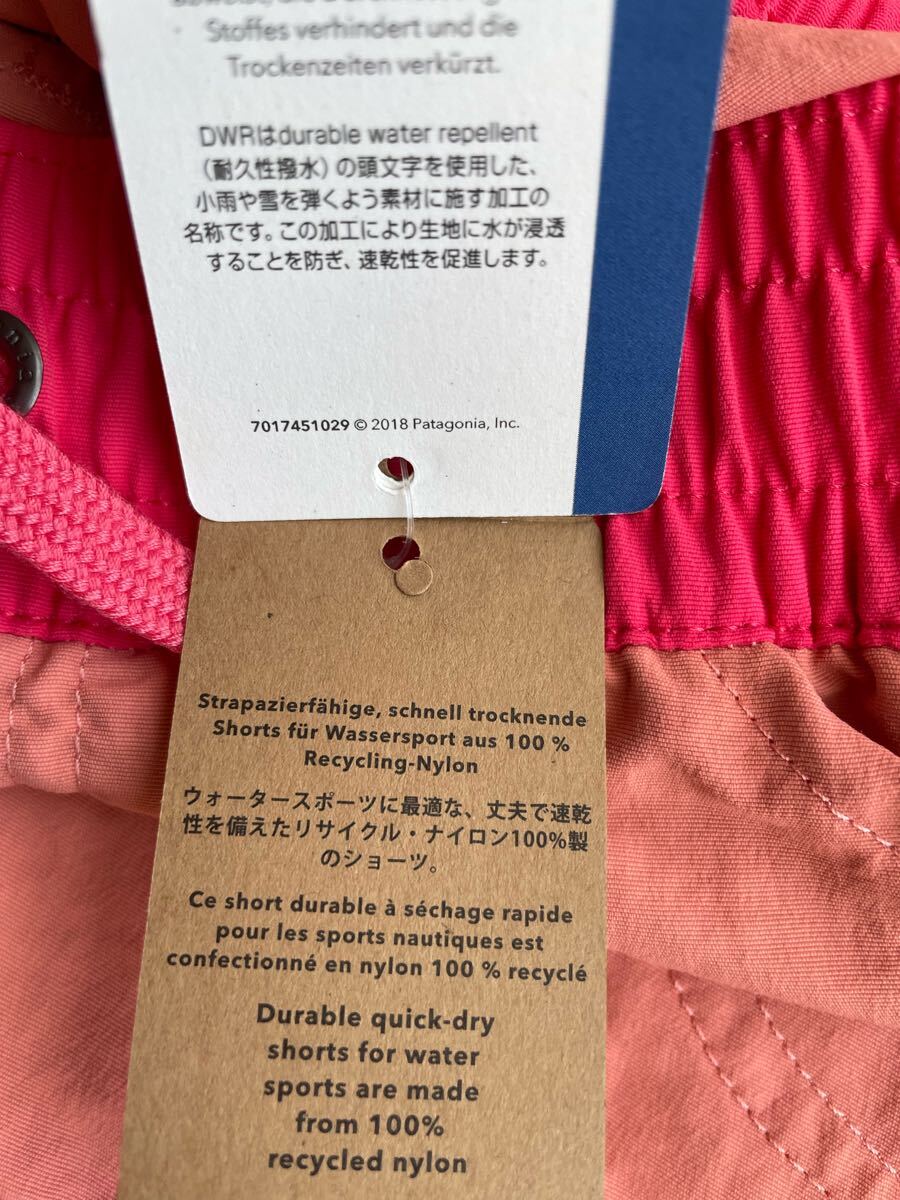 Stoffes verhindert und die
Trockenzeiten verkürzt.
DWRはdurable water repellent
（耐久性撥水）の頭文字を使用した、
小雨や雪を弾くよう素材に施す加工の
名称です。この加工により生地に水が浸透
することを防ぎ、速乾性を促進します。
7017451029 © 2018 Patagonia, Inc.
Strapazierfähige, schnell trocknende
Shorts für Wassersport aus 100 %
Recycling-Nylon
ウォータースポーツに最適な、丈夫で速乾
性を備えたリサイクル・ナイロン100%製
のショーツ。
Ce short durable à séchage rapide
pour les sports nautiques est
confectionné en nylon 100 % recyclé
Durable quick-dry
shorts for water
sports are made
from 100%
recycled nylon